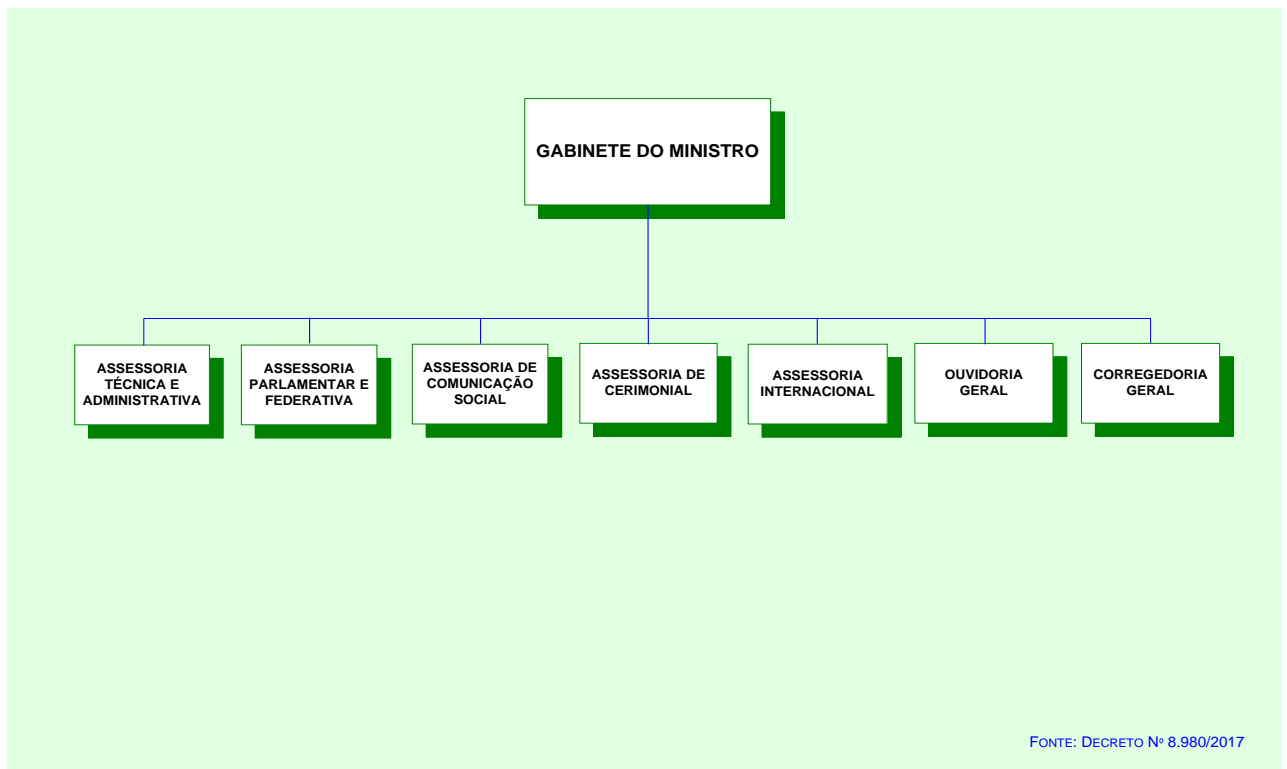 GABINETE DO MINISTRO
ASSESSORIA
TÉCNICA E
ADMINISTRATIVA
ASSESSORIA
PARLAMENTAR E
FEDERATIVA
ASSESSORIA DE
COMUNICAÇÃO
SOCIAL
ASSESSORIA DE
CERIMONIAL
ASSESSORIA
INTERNACIONAL
OUVIDORIA
GERAL
CORREGEDORIA
GERAL
FONTE: DECRETO Nº 8.980/2017